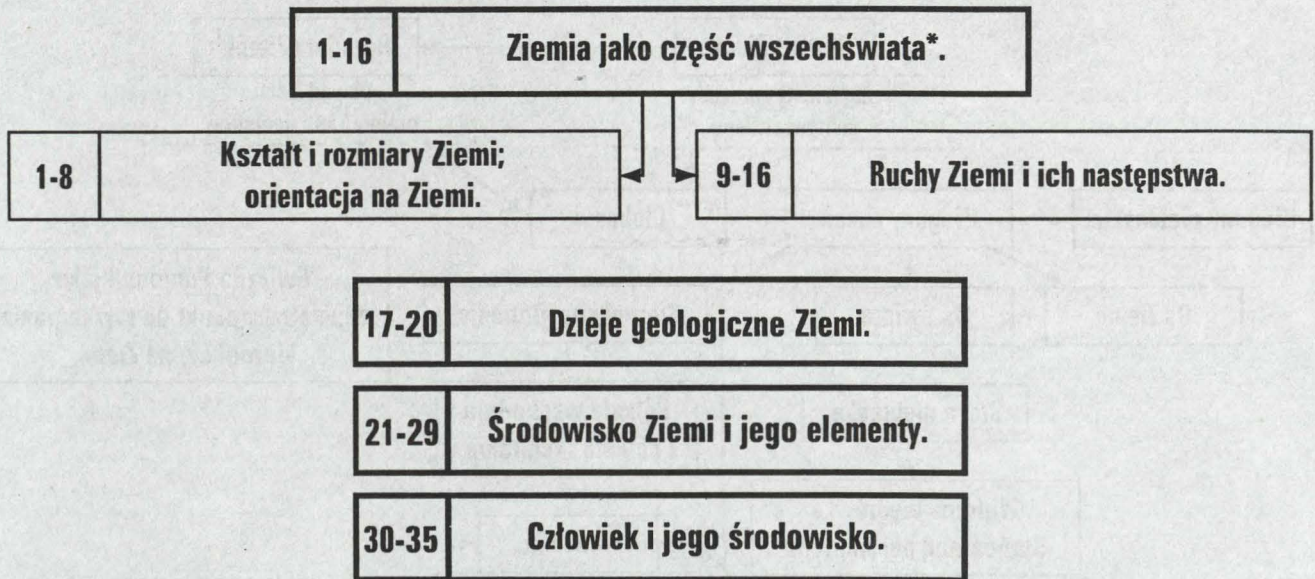 1-16 Ziemia jako część wszechświata*.
1-8 Kształt i rozmiary Ziemi;
orientacja na Ziemi.
9-16 Ruchy Ziemi i ich następstwa.
17-20 Dzieje geologiczne Ziemi.
21-29 Środowisko Ziemi i jego elementy.
30-35 Człowiek i jego środowisko.